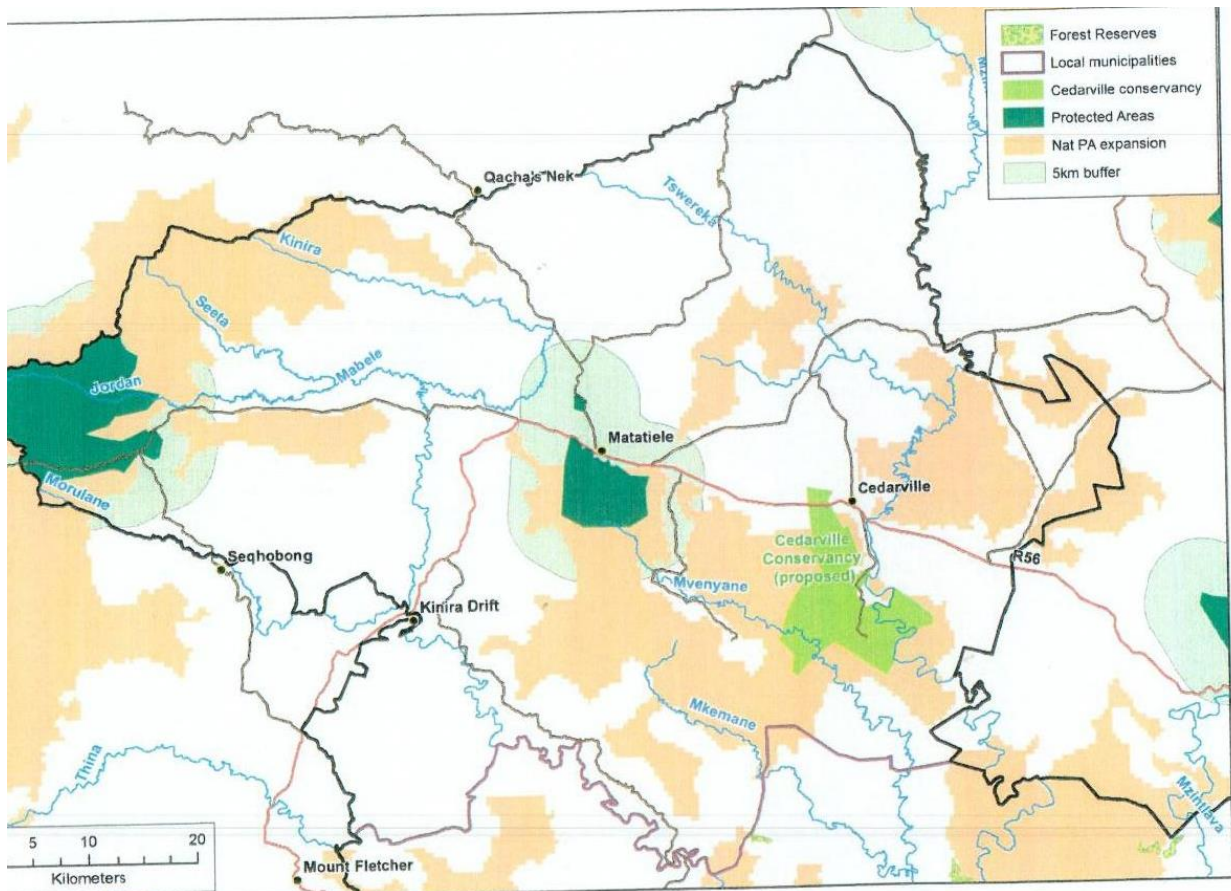 Forest Reserves
Local municipalities
Cedarville conservancy
Protected Areas
Nat PA expansion
5km buffer
Qacha's Nek
Tswereka
Kinira
Seeta
Mabele
Jordan
Matatiele
Morulane
Cedarville
Cedarville
Conservancy
(proposed)
R56
Seqhobong
Mvenyane
Kinira Drift
Mkemane
Thina
Mzintlava
5 10 20
Kilometers
Mount Fletcher